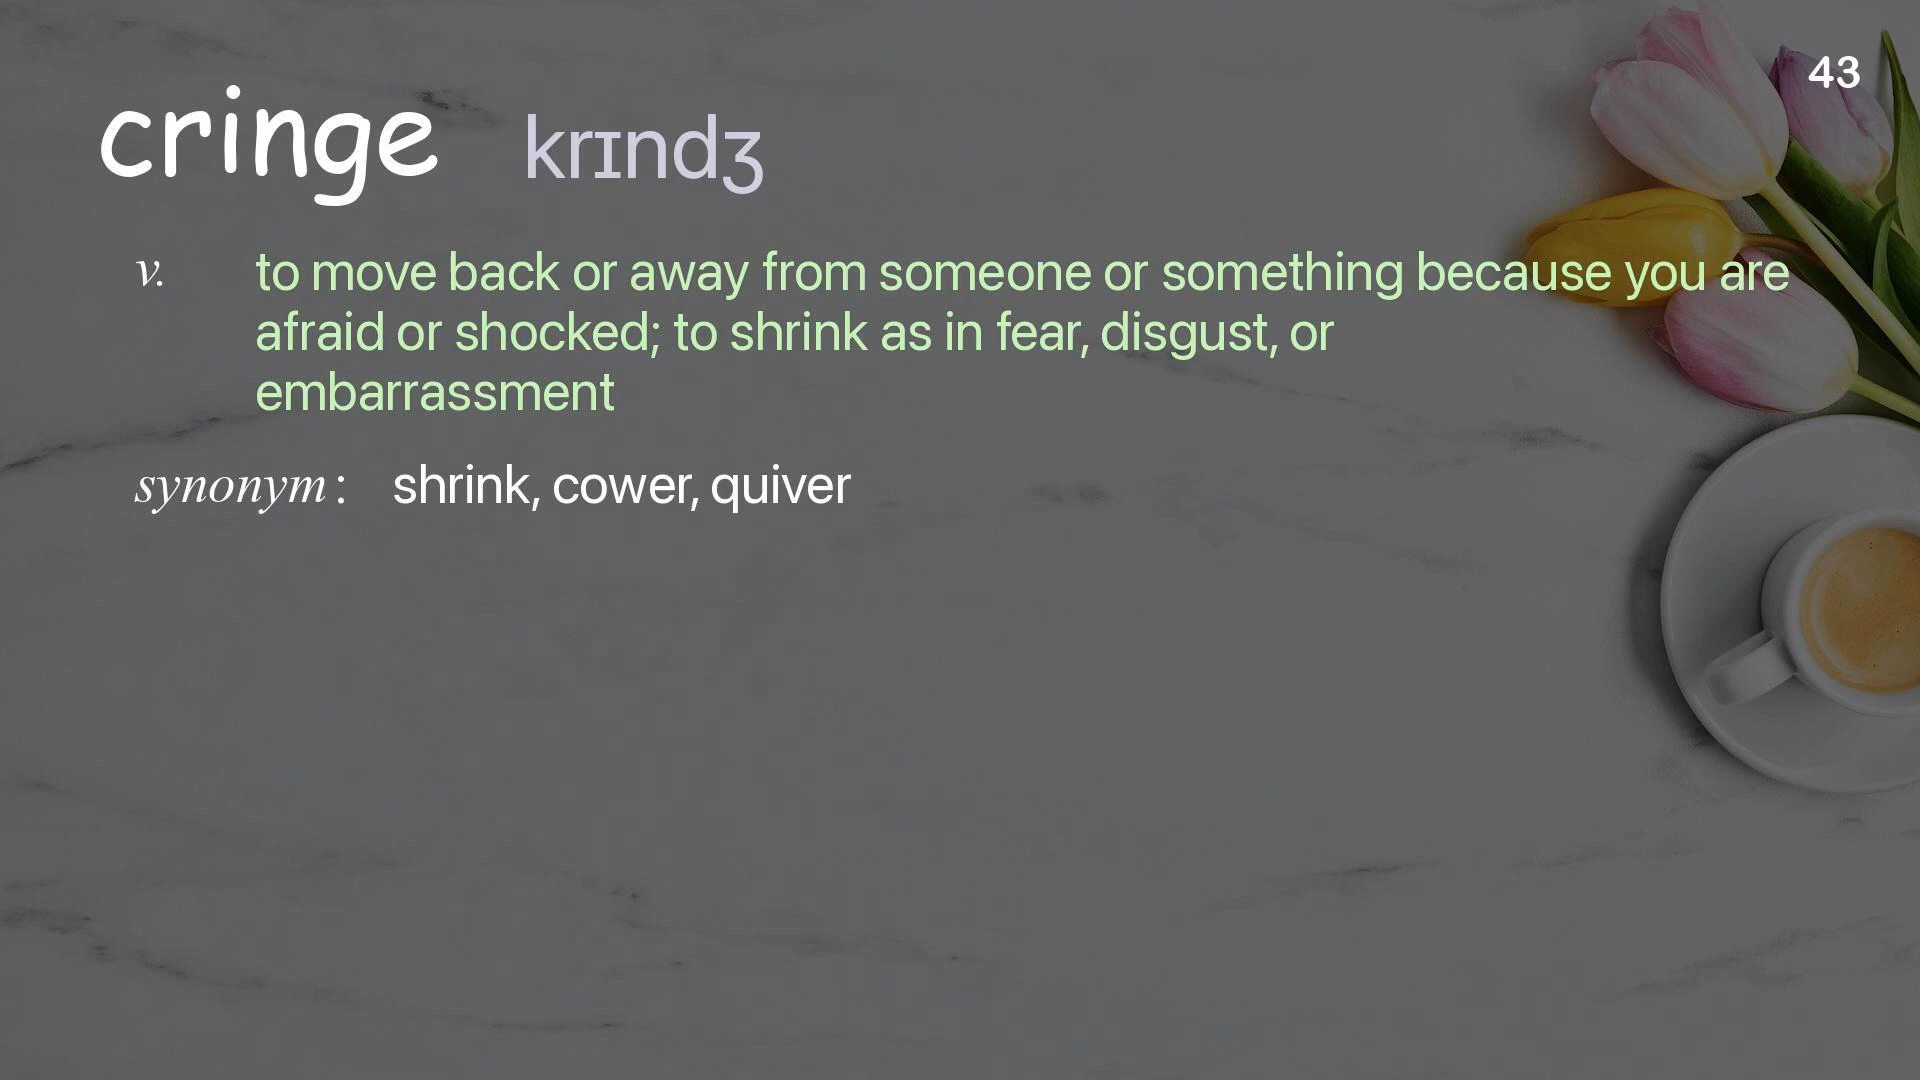 43
cringe krɪndʒ
v. to move back or away from someone or something because you are
afraid or shocked; to shrink as in fear, disgust, or
embarrassment
synonym: shrink, cower, quiver